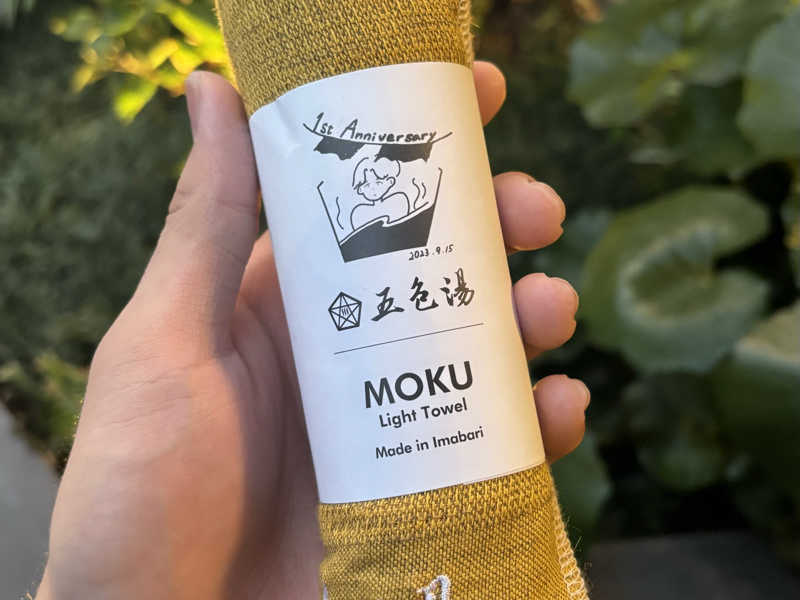 1st Anniversary
2023.9.15
五色湯
MOKU
Light Towel
Made in Imabari